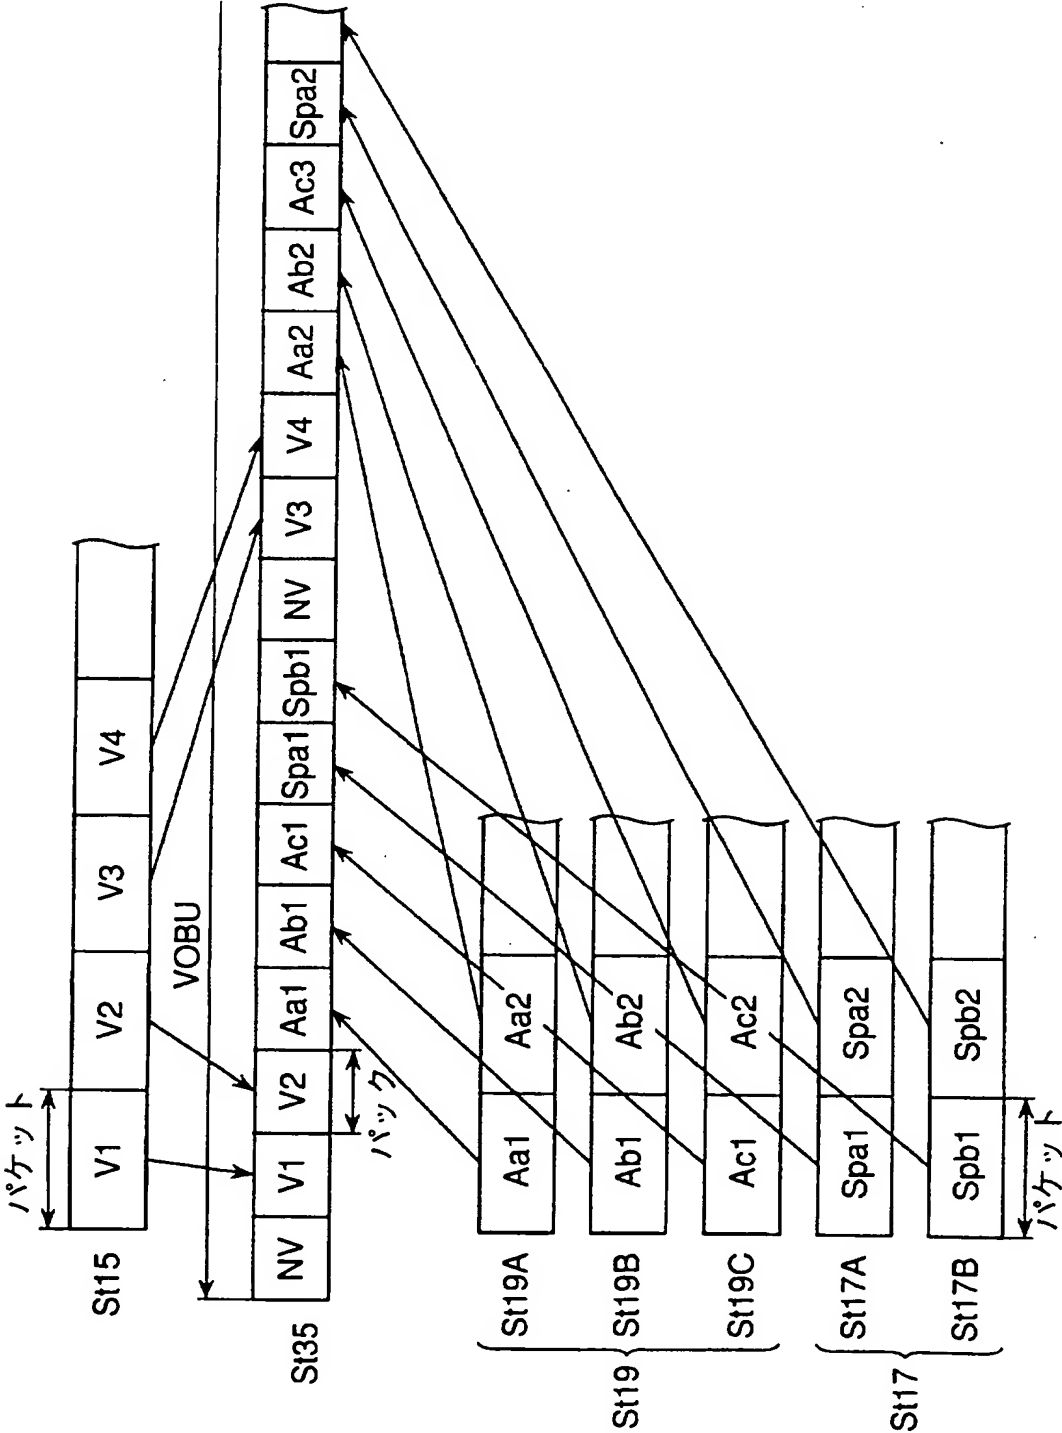 パケット
St15 V1 V2 V3 V4
VOBU
St35 NV V1 V2 Aa1 Ab1 Ac1 Spa1 Spb1 NV V3 V4 Aa2 Ab2 Ac3 Spa2
パック
St19
St19A Aa1 Aa2
St19B Ab1 Ab2
St19C Ac1 Ac2
St17
St17A Spa1 Spa2
St17B Spb1 Spb2
パケット